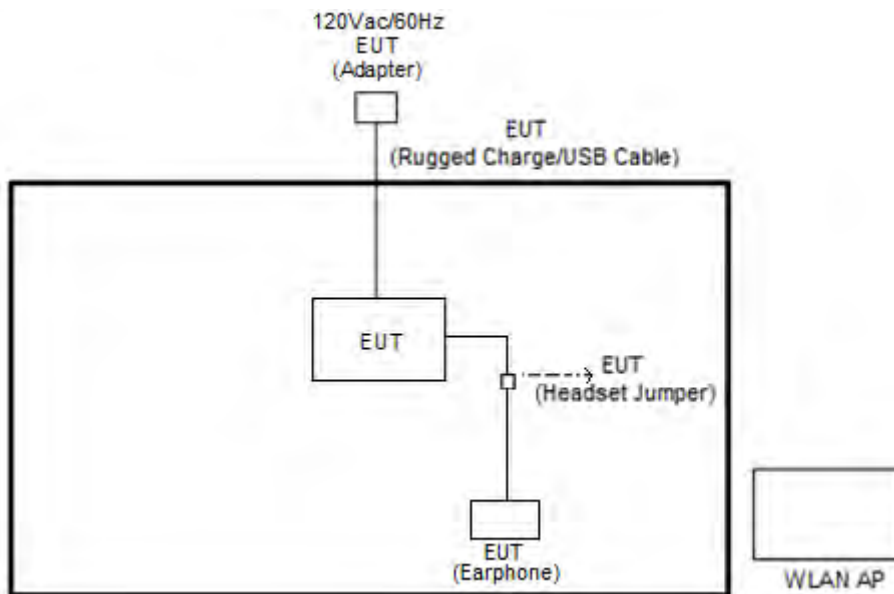 120Vac/60Hz
EUT
(Adapter)
EUT
(Rugged Charge/USB Cable)
EUT
EUT
(Headset Jumper)
EUT
(Earphone)
WLAN AP